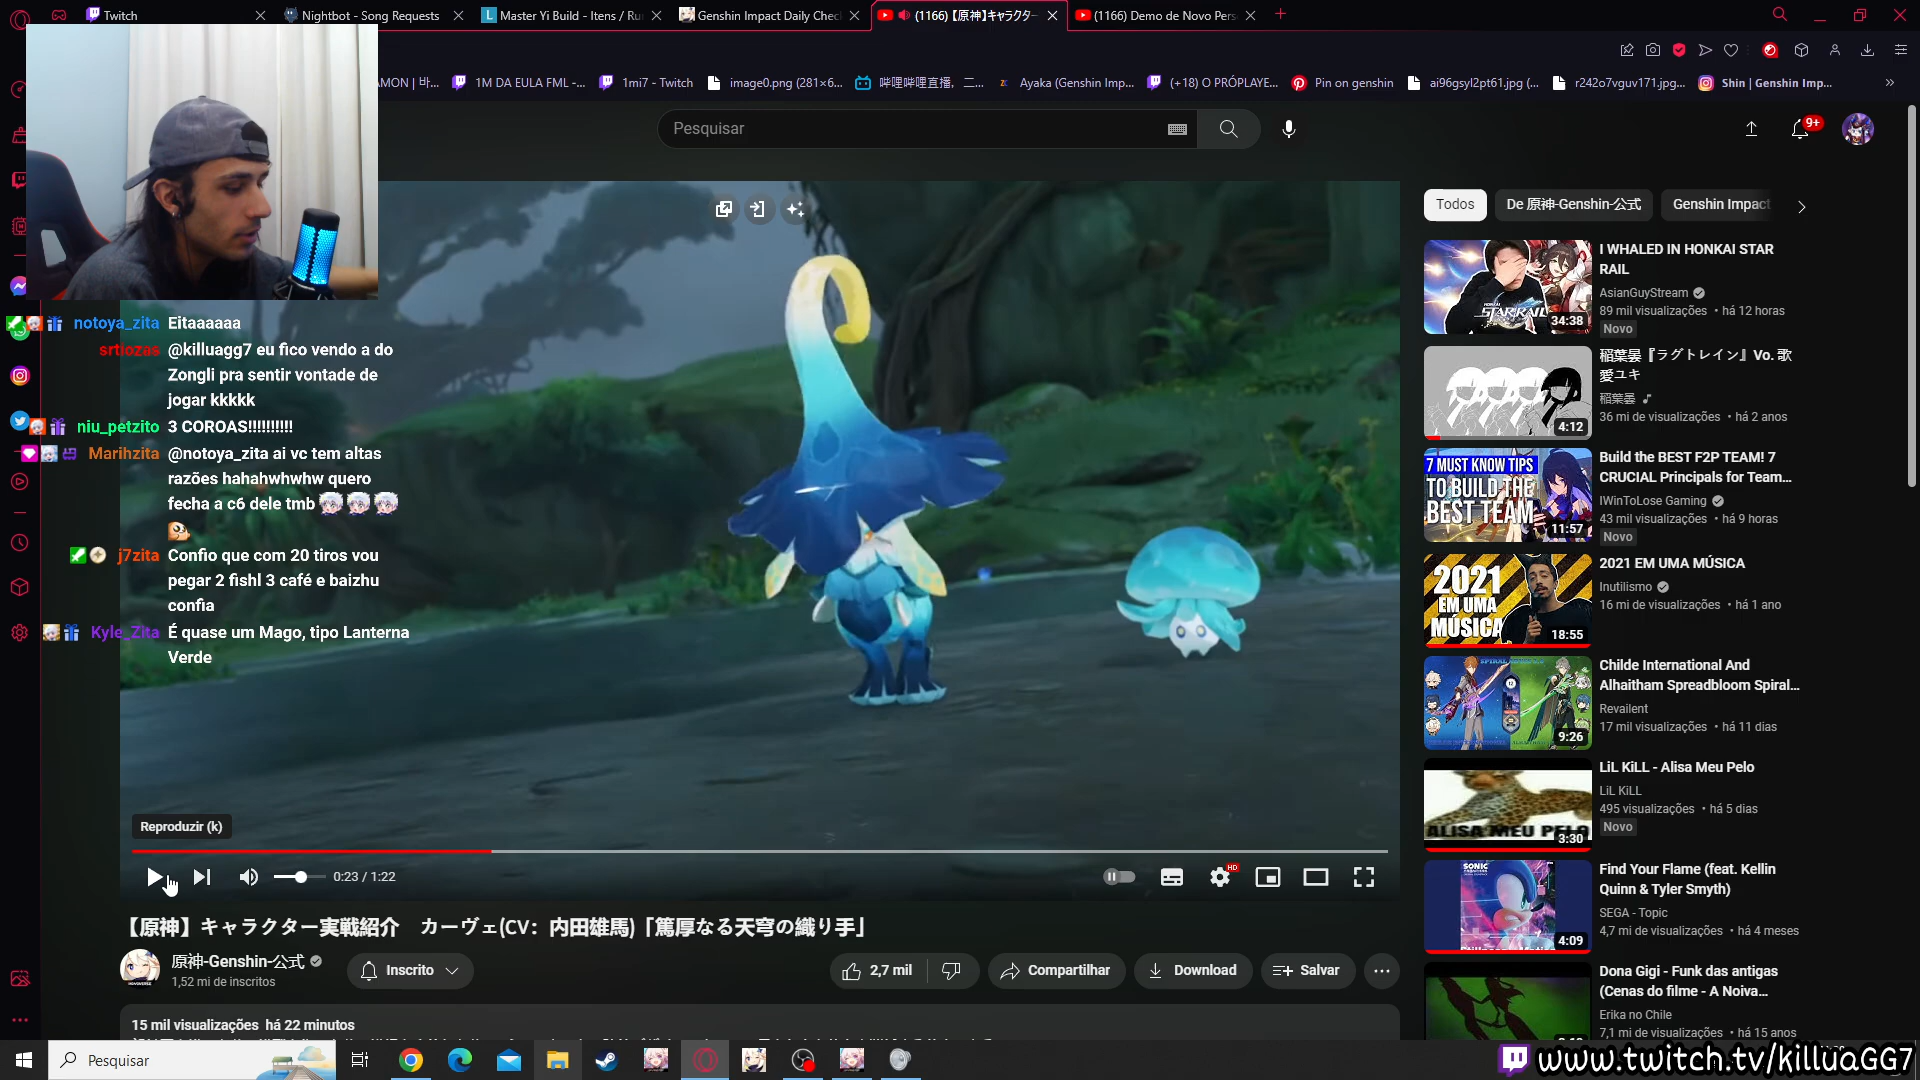 Twitch
Nightbot - Song Requests
Master Yi Build - Itens / Ru
Genshin Impact Daily Chec
(1166) 【原神】キャラクター
(1166) Demo de Novo Pers
AMON | 바...
1M DA EULA FML -...
1mi7 - Twitch
image0.png (281×6...
哔哩哔哩直播，二...
Ayaka (Genshin Imp...
(+18) O PRÓPLAYE...
Pin on genshin
ai96gsyl2pt61.jpg (...
r242o7vguv171.jpg...
Shin | Genshin Imp...
Pesquisar
9+
notoya_zita Eitaaaaaa
srtiozas @killuagg7 eu fico vendo a do
Zongli pra sentir vontade de
jogar kkkkk
niu_petzito 3 COROAS!!!!!!!!!!
Marihzita @notoya_zita ai vc tem altas
razões hahahwhwhw quero
fecha a c6 dele tmb
j7zita Confio que com 20 tiros vou
pegar 2 fishl 3 café e baizhu
confia
Kyle_Zita É quase um Mago, tipo Lanterna
Verde
Reproduzir (k)
0:23 / 1:22
HD
【原神】キャラクター実戦紹介　カーヴェ(CV：内田雄馬)「篤厚なる天穹の織り手」
原神-Genshin-公式
1,52 mi de inscritos
Inscrito
2,7 mil
Compartilhar
Download
Salvar
15 mil visualizações há 22 minutos
Todos
De 原神-Genshin-公式
Genshin Impact
34:38
I WHALED IN HONKAI STAR
RAIL
AsianGuyStream
89 mil visualizações • há 12 horas
Novo
4:12
稲葉曇『ラグトレイン』Vo. 歌
愛ユキ
稲葉曇
36 mi de visualizações • há 2 anos
7 MUST KNOW TIPS
TO BUILD THE
BEST TEAM!
11:57
Build the BEST F2P TEAM! 7
CRUCIAL Principals for Team...
IWinToLose Gaming
43 mil visualizações • há 9 horas
Novo
2021
EM UMA
MÚSICA
18:55
2021 EM UMA MÚSICA
Inutilismo
16 mi de visualizações • há 1 ano
9:26
Childe International And
Alhaitham Spreadbloom Spiral...
Revailent
17 mil visualizações • há 11 dias
ALISA MEU PELO
3:30
LiL KiLL - Alisa Meu Pelo
LiL KiLL
495 visualizações • há 5 dias
Novo
4:09
Find Your Flame (feat. Kellin
Quinn & Tyler Smyth)
SEGA - Topic
4,7 mi de visualizações • há 4 meses
Dona Gigi - Funk das antigas
(Cenas do filme - A Noiva...
Erika no Chile
7,1 mi de visualizações • há 15 anos
Pesquisar
www.twitch.tv/killuaGG7